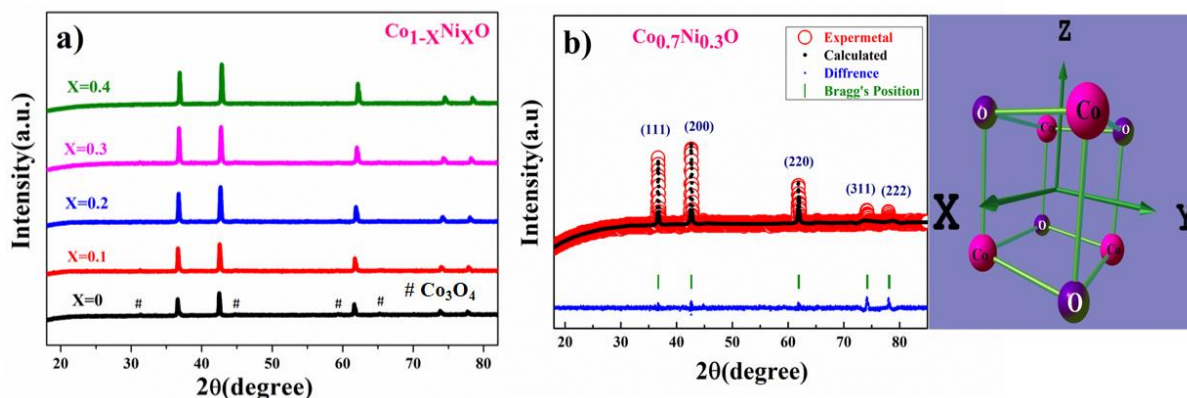 a)
Co1-XNiXO
X=0.4
X=0.3
X=0.2
X=0.1
X=0
# # # #
# Co3O4
Intensity(a.u.)
20 30 40 50 60 70 80
2θ(degree)
b)
Co0.7Ni0.3O
Expermetal
Calculated
Diffrence
Bragg's Position
(111)
(200)
(220)
(311)
(222)
Intensity(a.u)
20 30 40 50 60 70 80
2θ(degree)
Z
O
Co
Co
O
X
Y
O
Co
Co
O